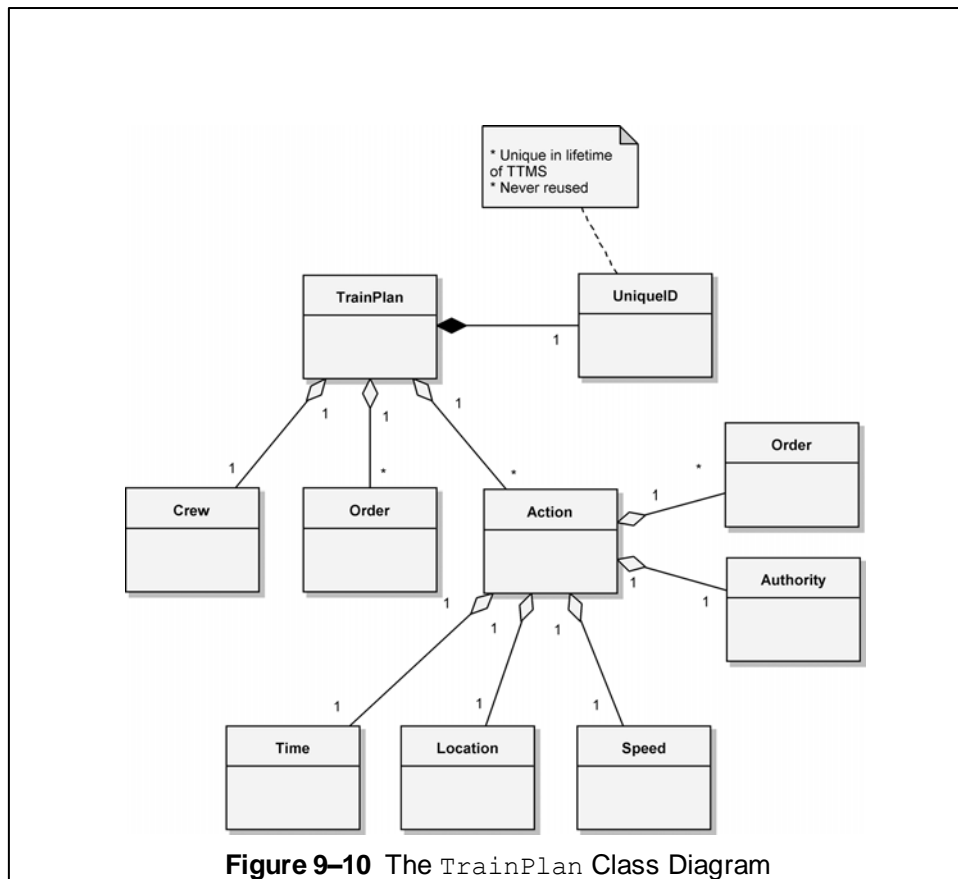 * Unique in lifetime
of TTMS
* Never reused
TrainPlan
UniqueID
1
1
1
1
1
*
*
Crew
Order
Action
Order
*
1
Authority
1
1
1
1
1
1
1
1
Time
Location
Speed
Figure 9–10 The TrainPlan Class Diagram